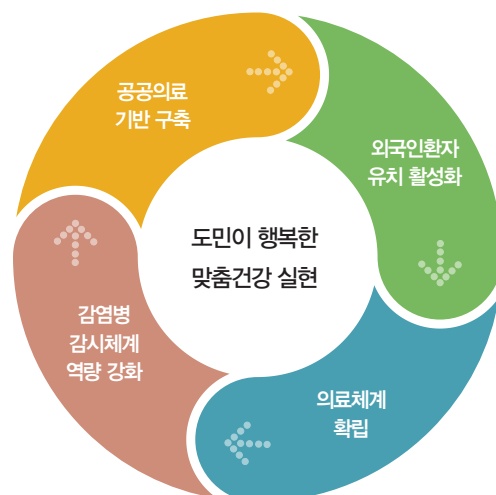 공공의료
기반 구축
외국인환자
유치 활성화
도민이 행복한
맞춤건강 실현
감염병
감시체계
역량 강화
의료체계
확립